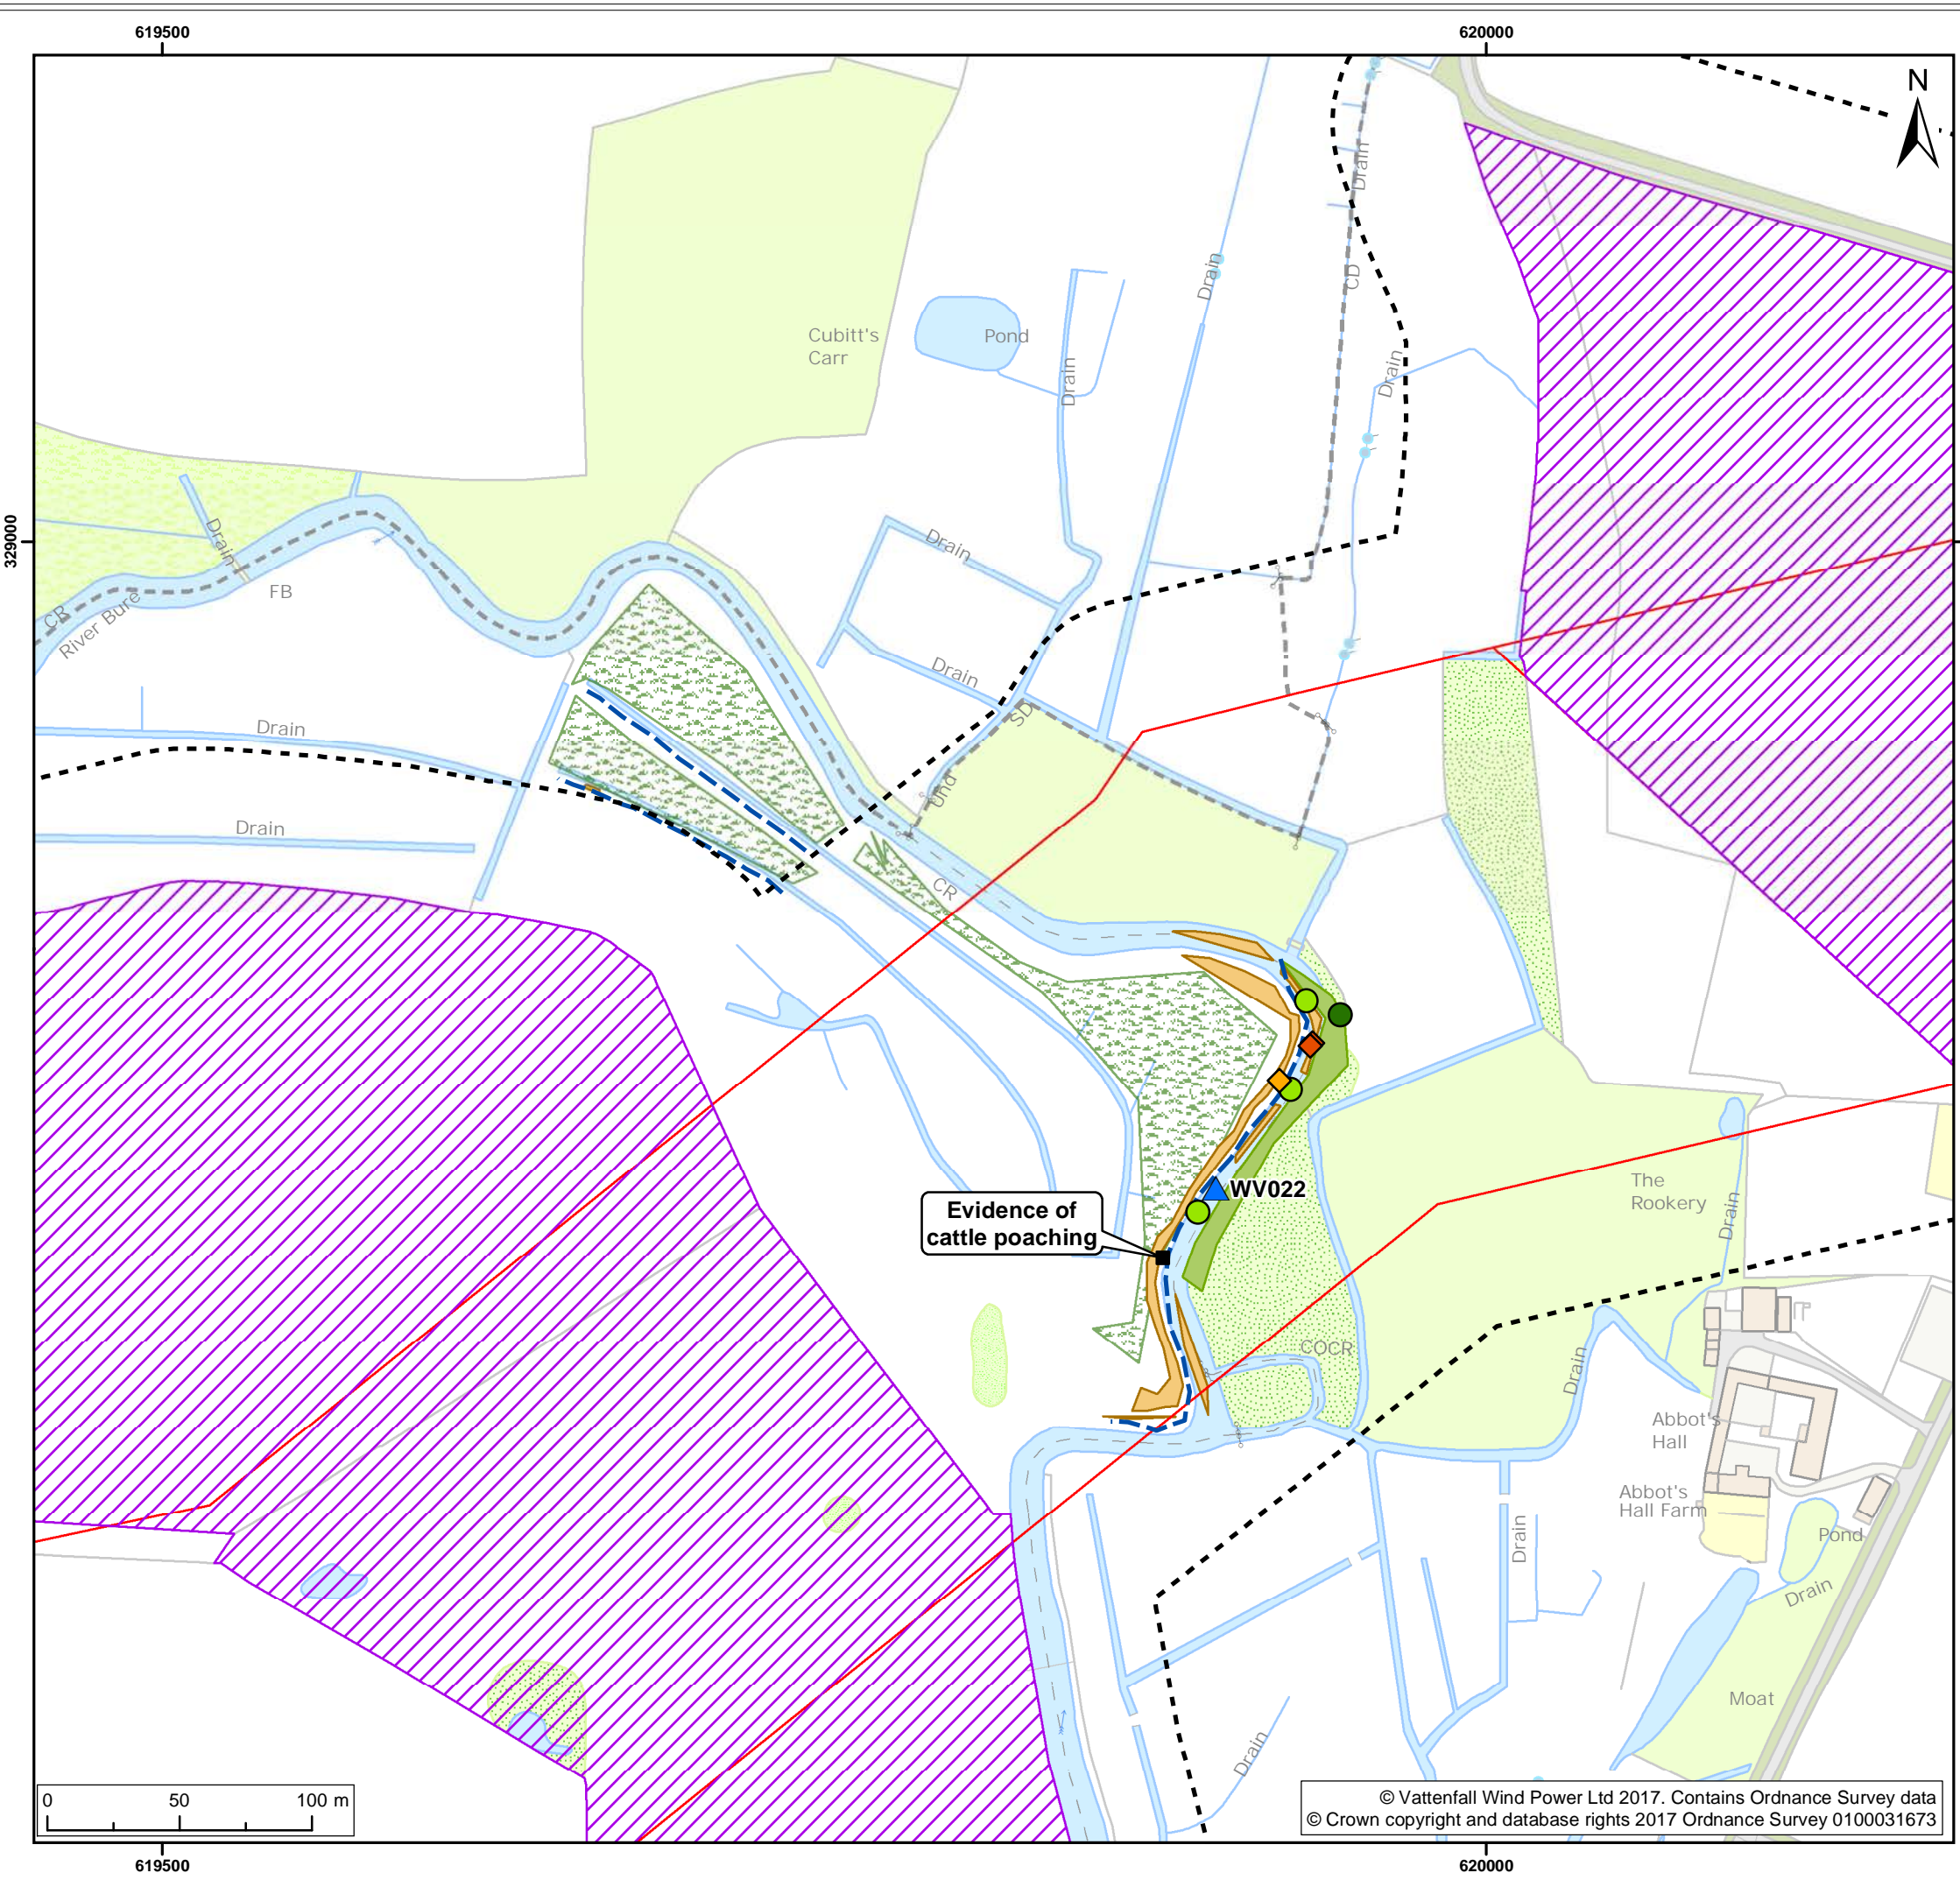 619500
620000
N
Drain
CD
Drain
Cubitt's
Carr
Pond
Drain
Drain
329000
Drain
Drain
FB
CR
River Bure
Drain
Drain
SD
Und
Drain
CR
WV022
Evidence of
cattle poaching
The
Rookery
Drain
COCR
Drain
Abbot's
Hall
Abbot's
Hall Farm
Drain
Pond
Drain
Moat
Drain
0 50 100 m
© Vattenfall Wind Power Ltd 2017. Contains Ordnance Survey data
© Crown copyright and database rights 2017 Ordnance Survey 0100031673
619500
620000